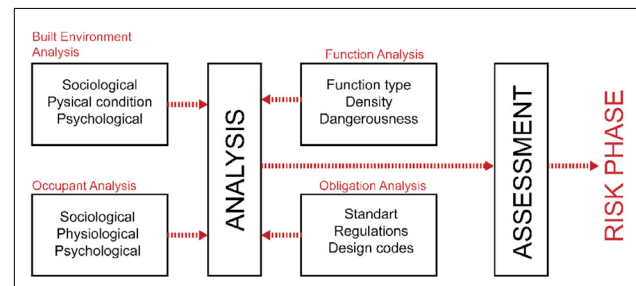 Built Environment
Analysis
Sociological
Pysical condition
Psychological
Occupant Analysis
Sociological
Physiological
Psychological
ANALYSIS
Function Analysis
Function type
Density
Dangerousness
Obligation Analysis
Standart
Regulations
Design codes
ASSESSMENT
RISK PHASE